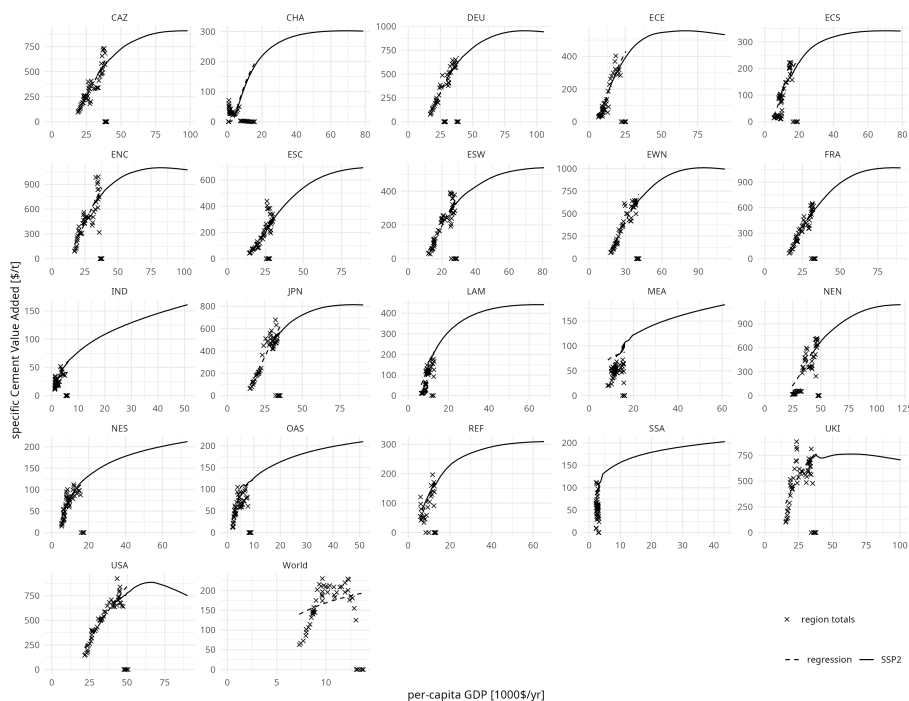 CAZ CHA DEU ECE ECS
750 500 250 0
0 25 50 75 100
300 200 100 0
0 20 40 60 80
1000 750 500 250 0
0 25 50 75 100
400 200 0
0 25 50 75
300 200 100 0
0 20 40 60 80
ENC ESC ESW EWN FRA
900 600 300 0
0 25 50 75 100
600 400 200 0
0 25 50 75
400 200 0
0 20 40 60 80
1000 750 500 250 0
0 25 50 75
900 600 300 0
0 25 50 75
specific Cement Value Added [$/t]
IND JPN LAM MEA NEN
150 100 50 0
0 10 20 30 40 50
800 600 400 200 0
0 25 50 75
400 300 200 100 0
0 20 40 60
150 100 50 0
0 20 40 60
900 600 300 0
0 25 50 75 100 125
NES OAS REF SSA UKI
200 150 100 50 0
0 20 40 60
200 150 100 50 0
0 10 20 30 40 50
300 200 100 0
0 20 40 60
200 150 100 50 0
0 10 20 30 40
750 500 250 0
0 25 50 75 100
USA World
750 500 250 0
0 25 50 75
200 150 100 50 0
0 5 10
region totals
regression SSP2
per-capita GDP [1000$/yr]